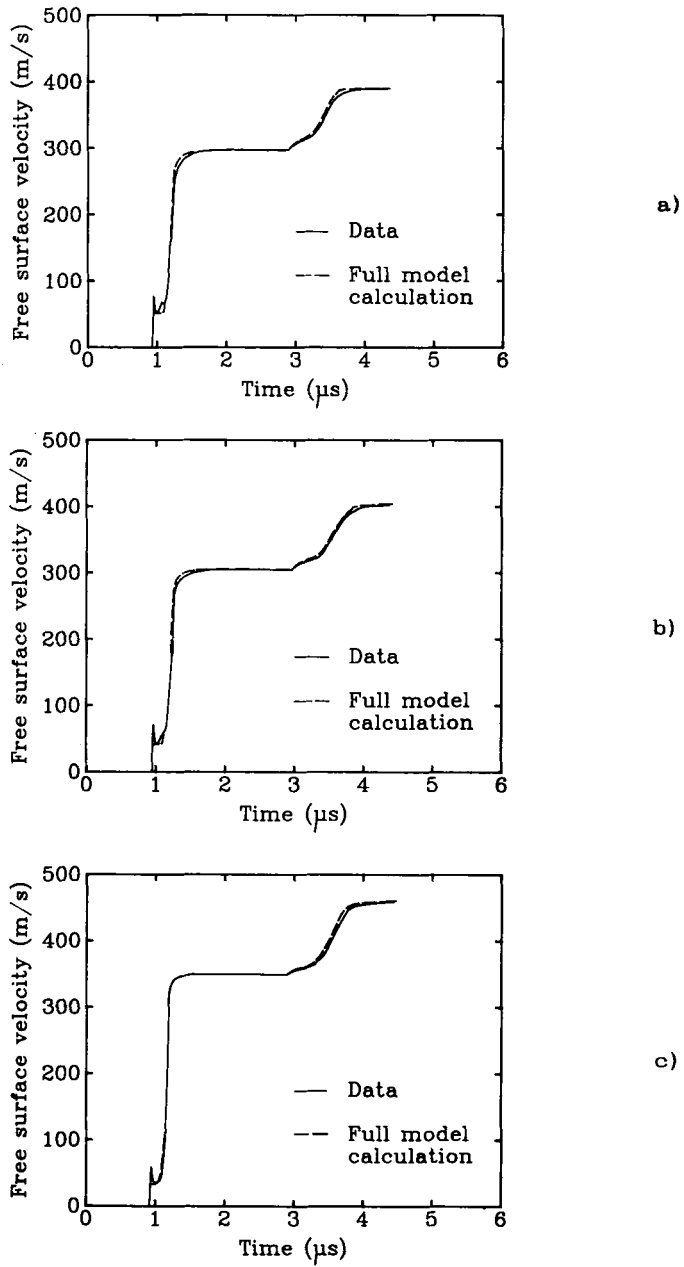 500
400
300
200
100
0
Free surface velocity (m/s)
Data
Full model
calculation
0 1 2 3 4 5 6
Time (μs)
a)
500
400
300
200
100
0
Free surface velocity (m/s)
Data
Full model
calculation
0 1 2 3 4 5 6
Time (μs)
b)
500
400
300
200
100
0
Free surface velocity (m/s)
Data
Full model
calculation
0 1 2 3 4 5 6
Time (μs)
c)